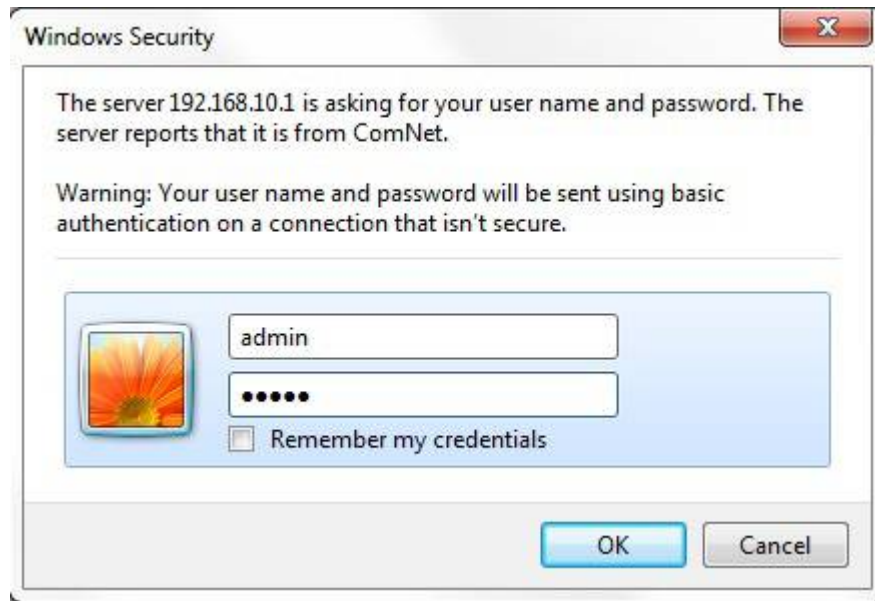 Windows Security
The server 192.168.10.1 is asking for your user name and password. The
server reports that it is from ComNet.
Warning: Your user name and password will be sent using basic
authentication on a connection that isn't secure.
admin
●●●●●
Remember my credentials
OK
Cancel